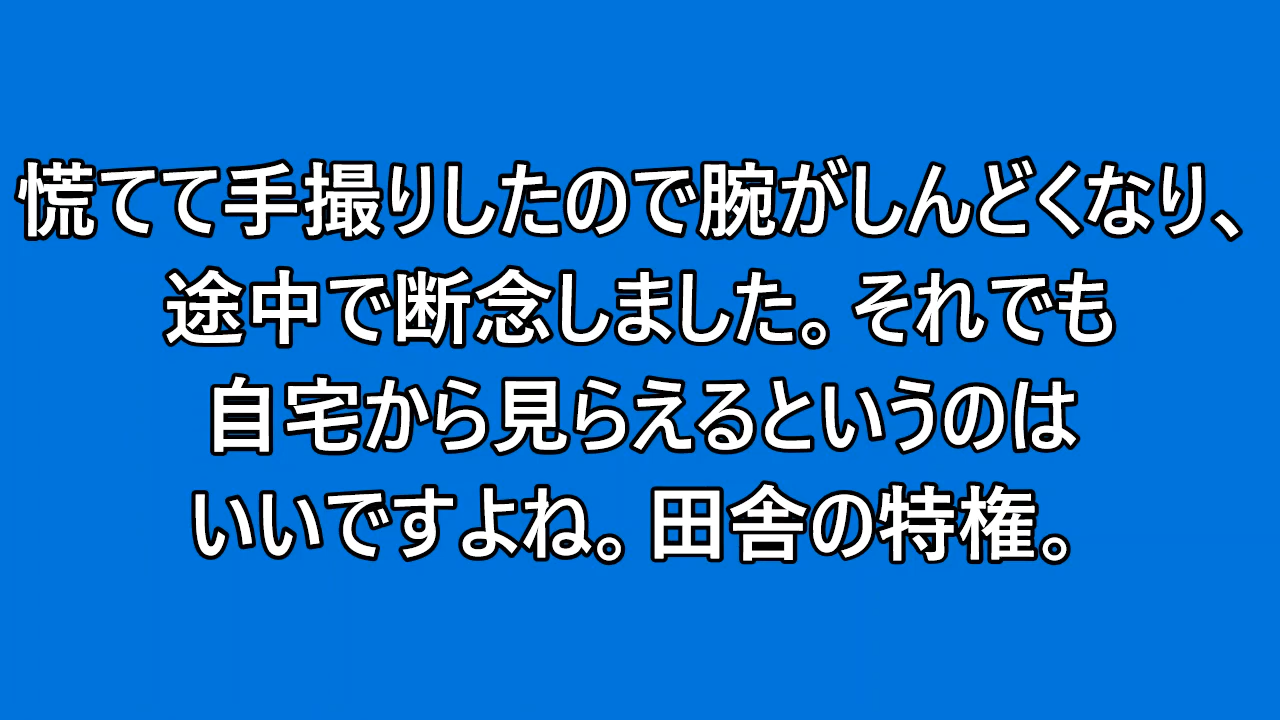 慌てて手撮りしたので腕がしんどくなり、
途中で断念しました。それでも
自宅から見らえるというのは
いいですよね。田舎の特権。